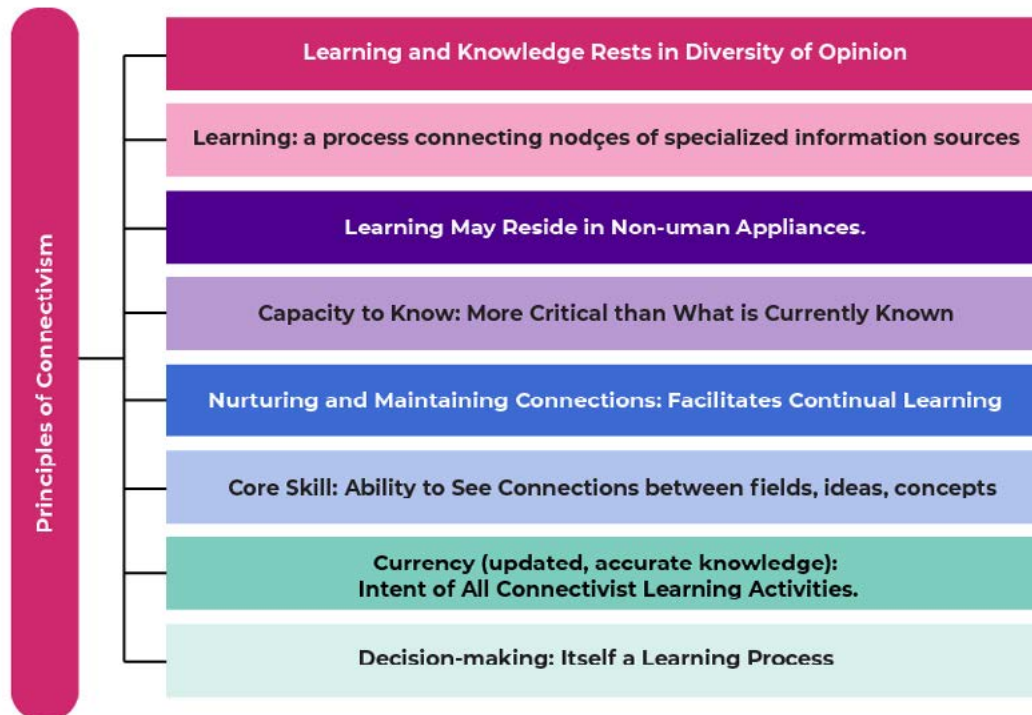 Principles of Connectivism
Learning and Knowledge Rests in Diversity of Opinion
Learning: a process connecting nodçes of specialized information sources
Learning May Reside in Non-uman Appliances.
Capacity to Know: More Critical than What is Currently Known
Nurturing and Maintaining Connections: Facilitates Continual Learning
Core Skill: Ability to See Connections between fields, ideas, concepts
Currency (updated, accurate knowledge):
Intent of All Connectivist Learning Activities.
Decision-making: Itself a Learning Process